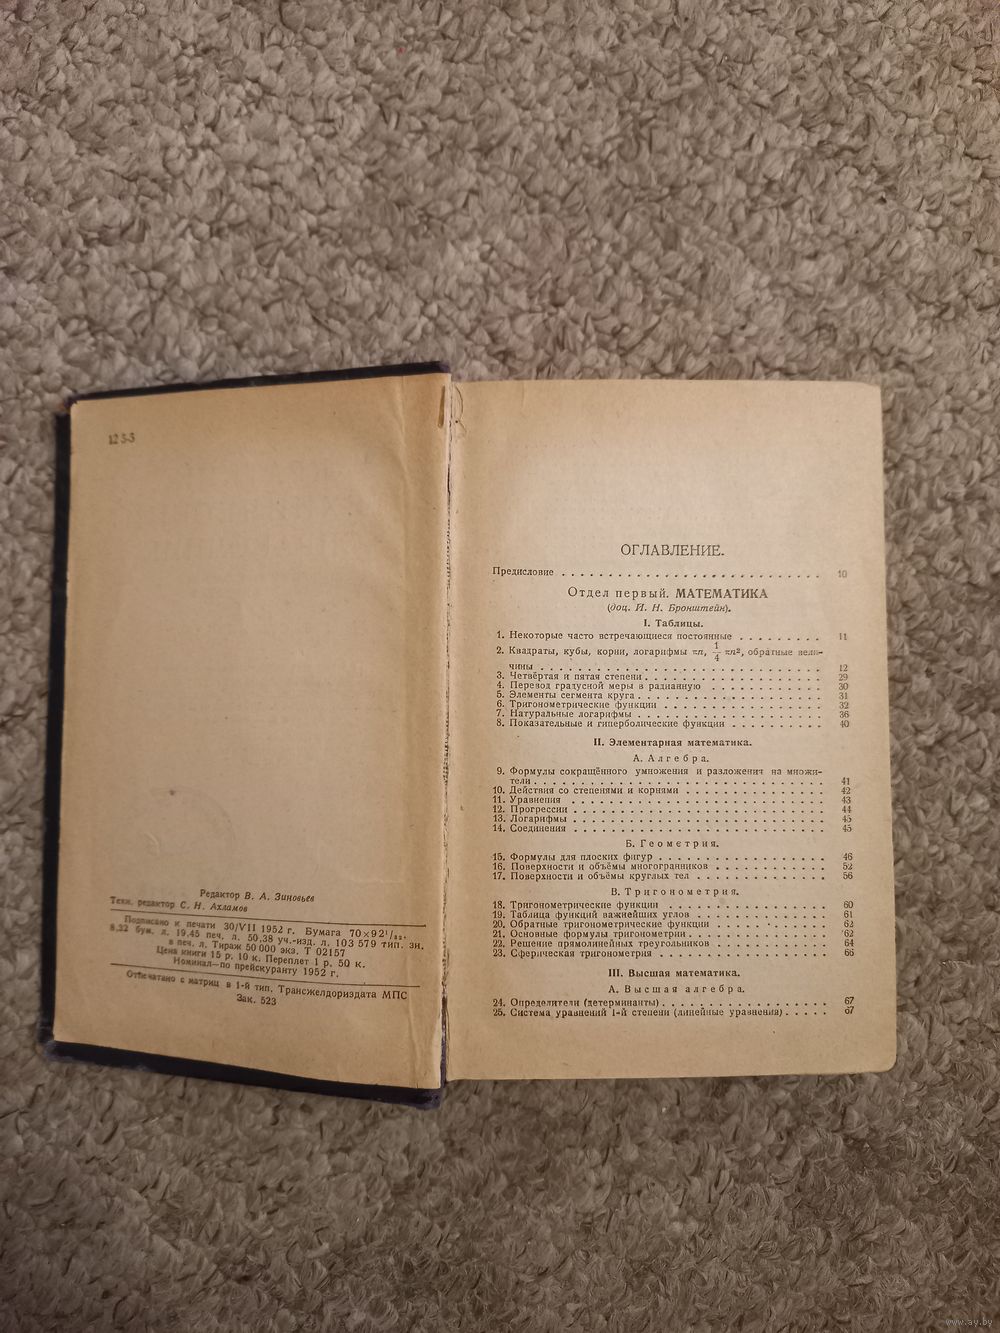 12 5-5
Редактор В. А. Зиновьев
Техн. редактор С. Н. Ахламов
Подписано к печати 30/VII 1952 г. Бумага 70×92¹/₃₂.
8,32 бум. л. 19,45 печ. л. 50,38 уч.-изд. л. 103 579 тип. зн.
в печ. л. Тираж 50 000 экз. Т 02157
Цена книги 15 р. 10 к. Переплет 1 р. 50 к.
Номинал—по прейскуранту 1952 г.
Отпечатано с матриц в 1-й тип. Трансжелдориздата МПС
Зак. 523
ОГЛАВЛЕНИЕ.
Предисловие . . . . . . . . . . 10
Отдел первый. МАТЕМАТИКА
(доц. И. Н. Бронштейн).
I. Таблицы.
1. Некоторые часто встречающиеся постоянные . . . . . . . . . 11
2. Квадраты, кубы, корни, логарифмы πn, 1/4 πn², обратные вели-
чины . . . . . . . . . . 12
3. Четвёртая и пятая степени . . . . . . . . . . 29
4. Перевод градусной меры в радианную . . . . . . . . . . 30
5. Элементы сегмента круга . . . . . . . . . . 31
6. Тригонометрические функции . . . . . . . . . . 32
7. Натуральные логарифмы . . . . . . . . . . 36
8. Показательные и гиперболические функции . . . . . . . . . . 40
II. Элементарная математика.
А. Алгебра.
9. Формулы сокращённого умножения и разложения на множи-
тели . . . . . . . . . . 41
10. Действия со степенями и корнями . . . . . . . . . . 42
11. Уравнения . . . . . . . . . . 43
12. Прогрессии . . . . . . . . . . 44
13. Логарифмы . . . . . . . . . . 45
14. Соединения . . . . . . . . . . 45
Б. Геометрия.
15. Формулы для плоских фигур . . . . . . . . . . 46
16. Поверхности и объёмы многогранников . . . . . . . . . . 52
17. Поверхности и объёмы круглых тел . . . . . . . . . . 56
В. Тригонометрия.
18. Тригонометрические функции . . . . . . . . . . 60
19. Таблица функций важнейших углов . . . . . . . . . . 61
20. Обратные тригонометрические функции . . . . . . . . . . 62
21. Основные формулы тригонометрии . . . . . . . . . . 62
22. Решение прямолинейных треугольников . . . . . . . . . . 64
23. Сферическая тригонометрия . . . . . . . . . . 66
III. Высшая математика.
А. Высшая алгебра.
24. Определители (детерминанты) . . . . . . . . . . 67
25. Система уравнений 1-й степени (линейные уравнения) . . . . . 67
www.ay.by